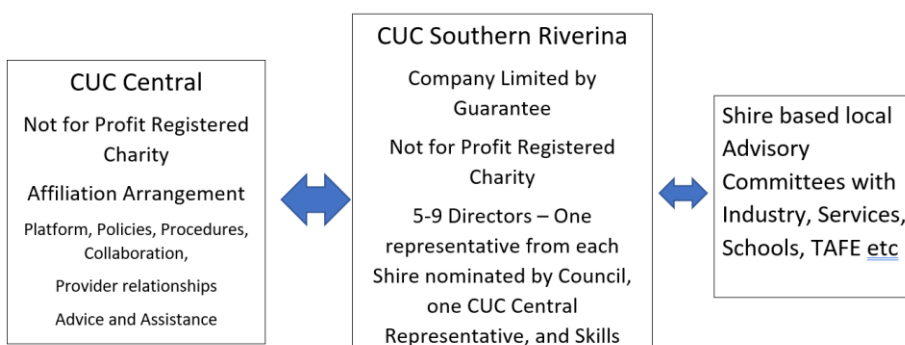 CUC Central
Not for Profit Registered
Charity
Affiliation Arrangement
Platform, Policies, Procedures,
Collaboration,
Provider relationships
Advice and Assistance
CUC Southern Riverina
Company Limited by
Guarantee
Not for Profit Registered
Charity
5-9 Directors – One
representative from each
Shire nominated by Council,
one CUC Central
Representative, and Skills
Shire based local
Advisory
Committees with
Industry, Services,
Schools, TAFE etc